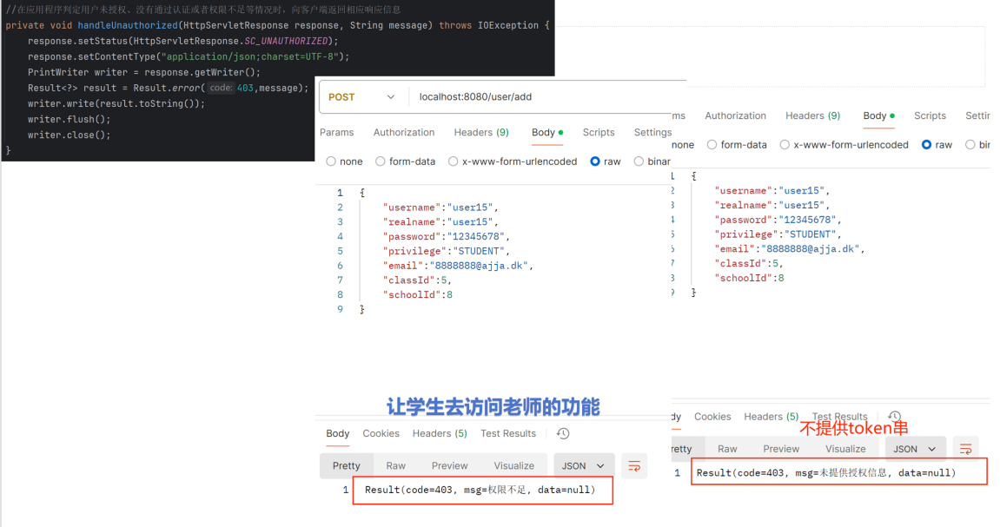 //在应用程序判定用户未授权、没有通过认证或者权限不足等情况时，向客户端返回相应响应信息
private void handleUnauthorized(HttpServletResponse response, String message) throws IOException {
response.setStatus(HttpServletResponse.SC_UNAUTHORIZED);
response.setContentType("application/json;charset=UTF-8");
PrintWriter writer = response.getWriter();
Result<?> result = Result.error( code: 403,message);
writer.write(result.toString());
writer.flush();
writer.close();
}
POST localhost:8080/user/add
Params Authorization Headers (9) Body Scripts Settings
none form-data x-www-form-urlencoded raw binar
1 {
2 "username":"user15",
3 "realname":"user15",
4 "password":"12345678",
5 "privilege":"STUDENT",
6 "email":"8888888@ajja.dk",
7 "classId":5,
8 "schoolId":8
9 }
让学生去访问老师的功能
Body Cookies Headers (5) Test Results
Pretty Raw Preview Visualize JSON
1 Result(code=403, msg=权限不足, data=null)
ms Authorization Headers (9) Body Scripts Settir
none form-data x-www-form-urlencoded raw bir
1 {
2 "username":"user15",
3 "realname":"user15",
4 "password":"12345678",
5 "privilege":"STUDENT",
6 "email":"8888888@ajja.dk",
7 "classId":5,
8 "schoolId":8
9 }
dy Cookies Headers (5) Test Results
不提供token串
retty Raw Preview Visualize JSON
1 Result(code=403, msg=未提供授权信息, data=null)